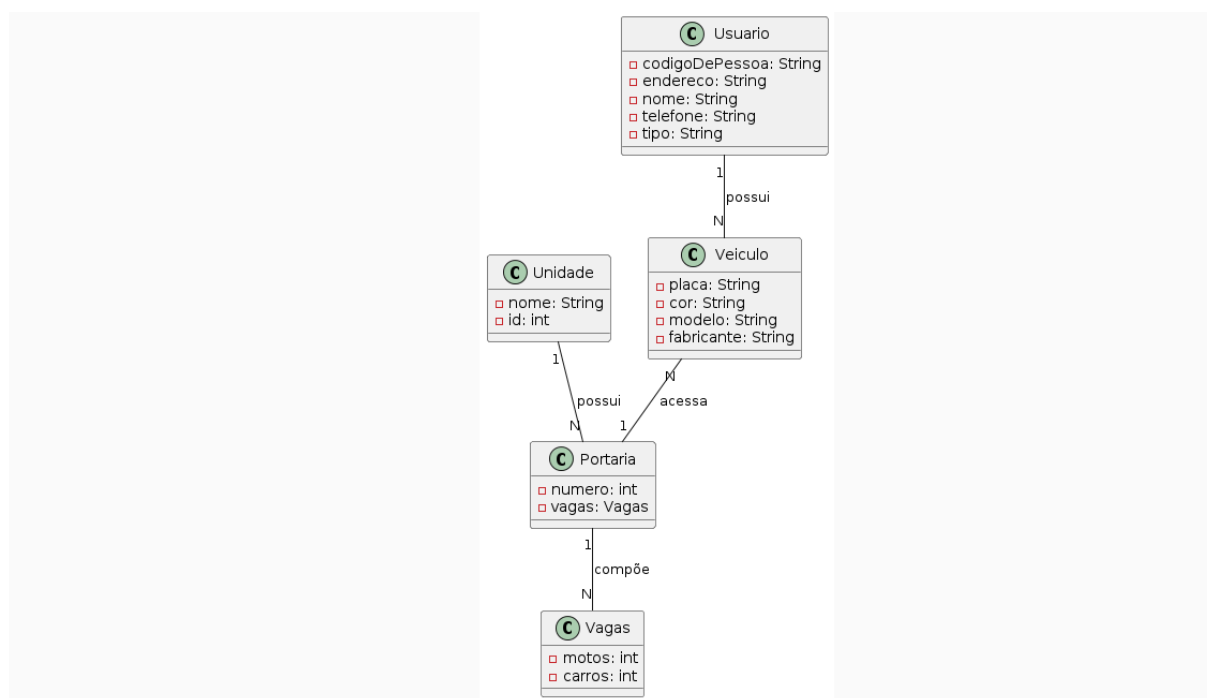 C Usuario
codigoDePessoa: String
endereco: String
nome: String
telefone: String
tipo: String
1
possui
N
C Veiculo
placa: String
cor: String
modelo: String
fabricante: String
C Unidade
nome: String
id: int
1
possui
N
N
acessa
1
C Portaria
numero: int
vagas: Vagas
1
compõe
N
C Vagas
motos: int
carros: int